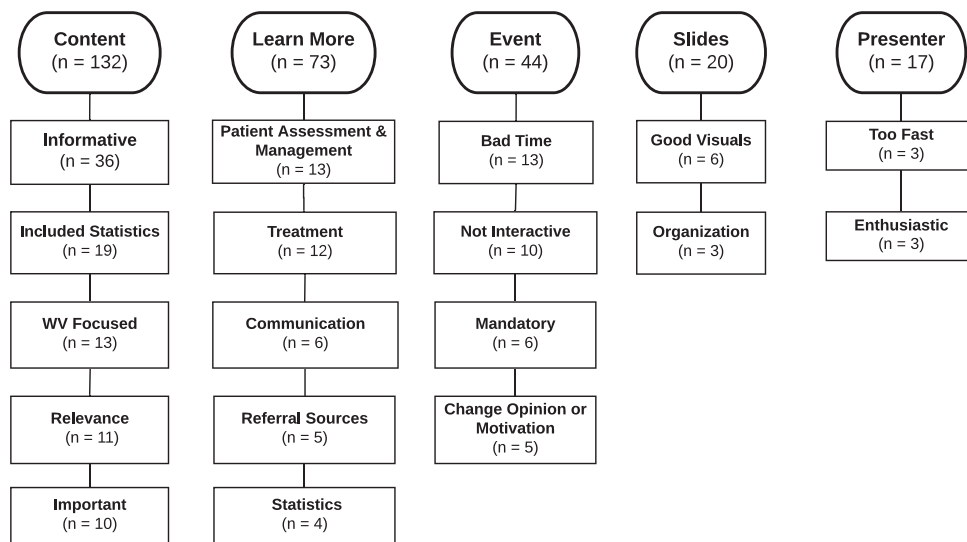 Content
(n = 132)
Informative
(n = 36)
Included Statistics
(n = 19)
WV Focused
(n = 13)
Relevance
(n = 11)
Important
(n = 10)
Learn More
(n = 73)
Patient Assessment &
Management
(n = 13)
Treatment
(n = 12)
Communication
(n = 6)
Referral Sources
(n = 5)
Statistics
(n = 4)
Event
(n = 44)
Bad Time
(n = 13)
Not Interactive
(n = 10)
Mandatory
(n = 6)
Change Opinion or
Motivation
(n = 5)
Slides
(n = 20)
Good Visuals
(n = 6)
Organization
(n = 3)
Presenter
(n = 17)
Too Fast
(n = 3)
Enthusiastic
(n = 3)